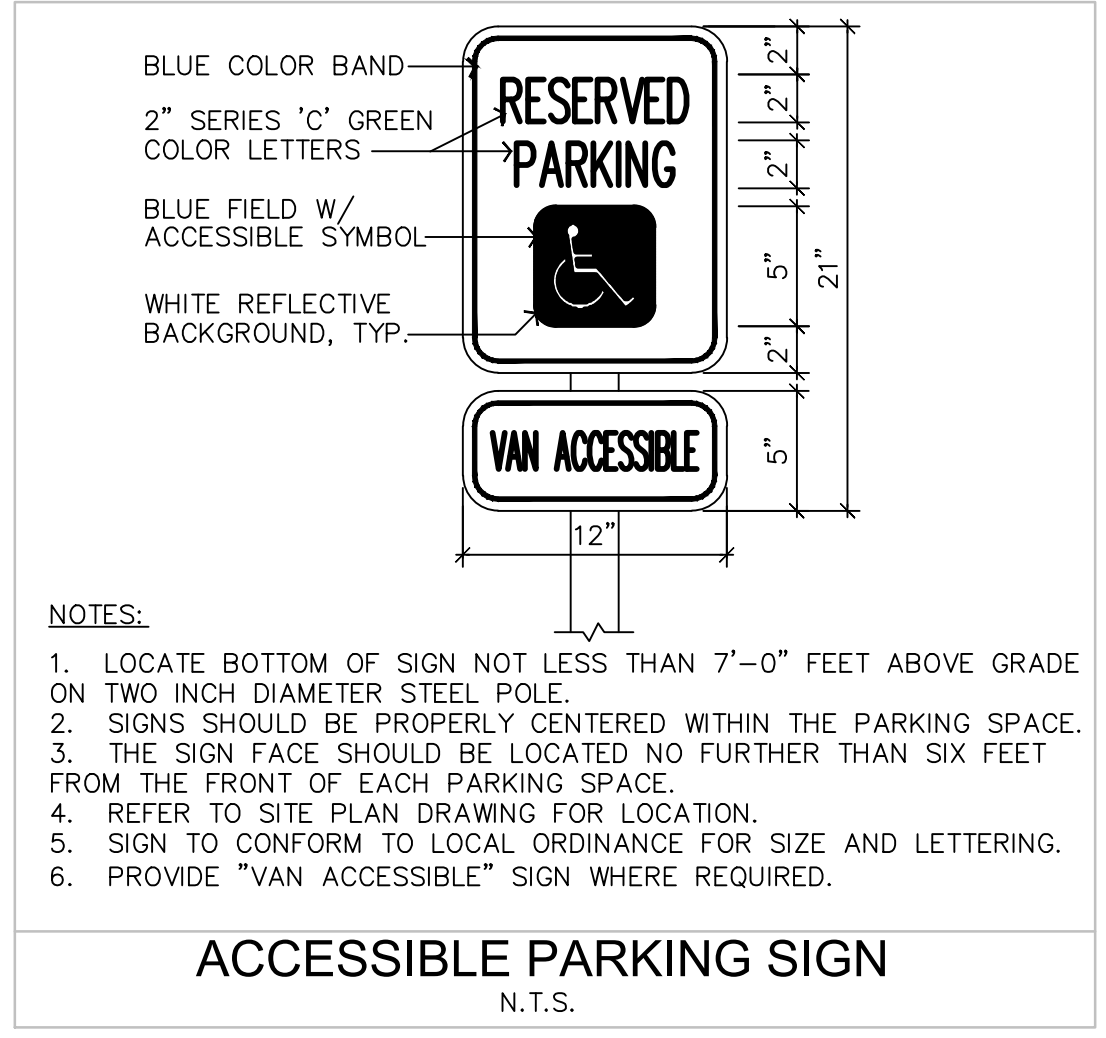 BLUE COLOR BAND
2" SERIES 'C' GREEN
COLOR LETTERS
BLUE FIELD W/
ACCESSIBLE SYMBOL
WHITE REFLECTIVE
BACKGROUND, TYP.
RESERVED
PARKING
VAN ACCESSIBLE
2"
2"
2"
5"
2"
5"
21"
12"
NOTES:
1. LOCATE BOTTOM OF SIGN NOT LESS THAN 7'-0" FEET ABOVE GRADE
ON TWO INCH DIAMETER STEEL POLE.
2. SIGNS SHOULD BE PROPERLY CENTERED WITHIN THE PARKING SPACE.
3. THE SIGN FACE SHOULD BE LOCATED NO FURTHER THAN SIX FEET
FROM THE FRONT OF EACH PARKING SPACE.
4. REFER TO SITE PLAN DRAWING FOR LOCATION.
5. SIGN TO CONFORM TO LOCAL ORDINANCE FOR SIZE AND LETTERING.
6. PROVIDE "VAN ACCESSIBLE" SIGN WHERE REQUIRED.
ACCESSIBLE PARKING SIGN
N.T.S.